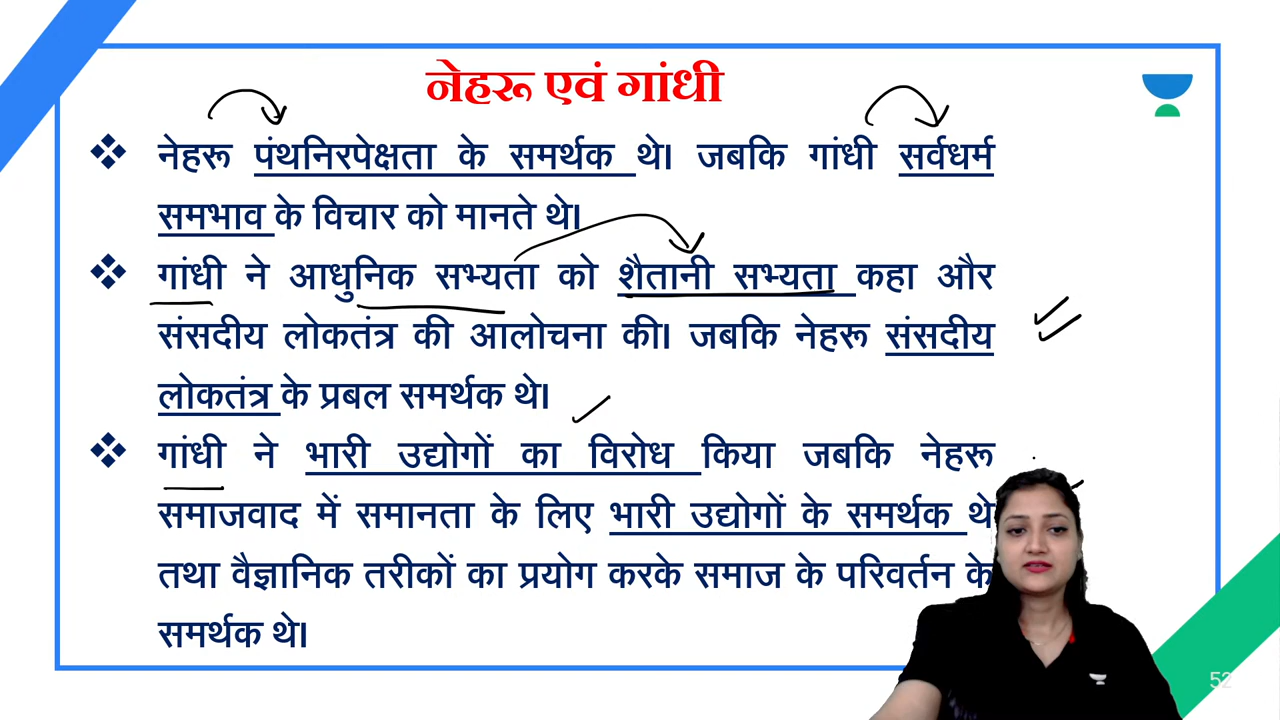 नेहरू एवं गांधी
नेहरू पंथनिरपेक्षता के समर्थक थे। जबकि गांधी सर्वधर्म
समभाव के विचार को मानते थे।
गांधी ने आधुनिक सभ्यता को शैतानी सभ्यता कहा और
संसदीय लोकतंत्र की आलोचना की। जबकि नेहरू संसदीय
लोकतंत्र के प्रबल समर्थक थे।
गांधी ने भारी उद्योगों का विरोध किया जबकि नेहरू
समाजवाद में समानता के लिए भारी उद्योगों के समर्थक थे
तथा वैज्ञानिक तरीकों का प्रयोग करके समाज के परिवर्तन के
समर्थक थे।
52